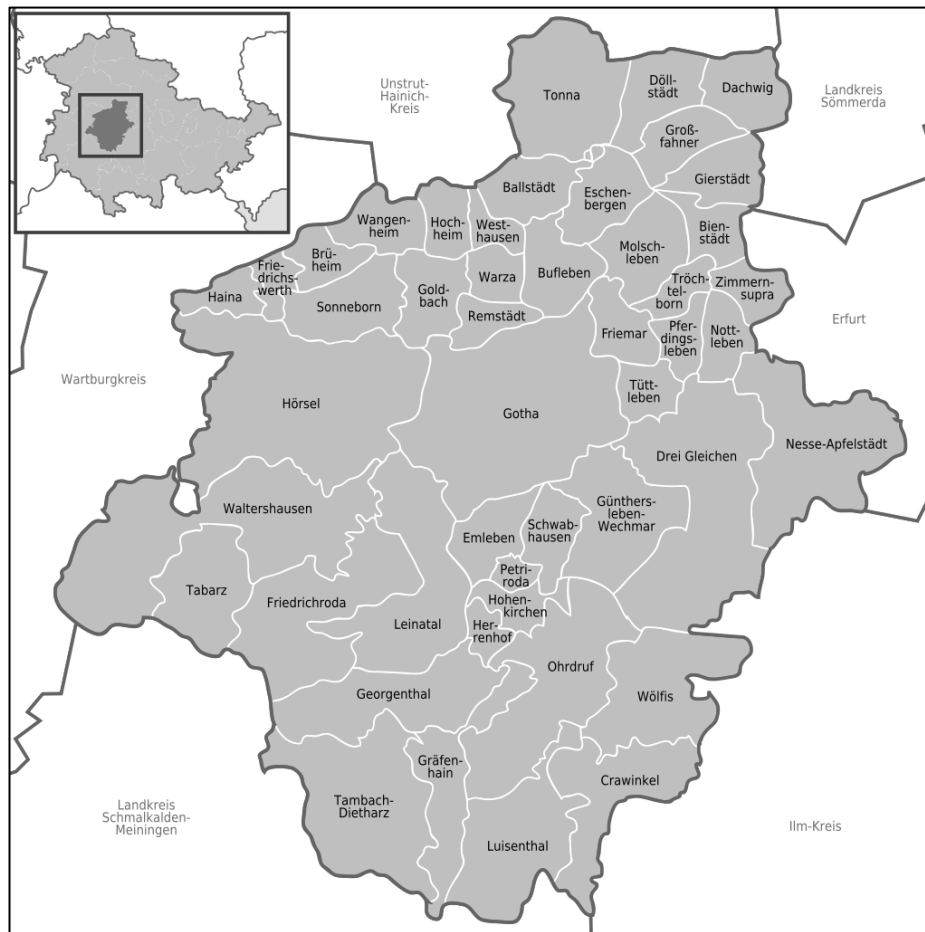 Unstrut-
Hainich-
Kreis
Tonna
Döll-
städt
Dachwig
Landkreis
Sömmerda
Groß-
fahner
Gierstädt
Ballstädt
Eschen-
bergen
Wangen-
heim
Hoch-
heim
West-
hausen
Bien-
städt
Molsch-
leben
Brü-
heim
Frie-
drichs-
werth
Haina
Sonneborn
Gold-
bach
Warza
Bufleben
Tröch-
tel-
born
Zimmern-
supra
Remstädt
Friemar
Pfer-
dings-
leben
Nott-
leben
Erfurt
Wartburgkreis
Tütt-
leben
Hörsel
Gotha
Nesse-Apfelstädt
Drei Gleichen
Waltershausen
Günthers-
leben-
Wechmar
Emleben
Schwab-
hausen
Petri-
roda
Tabarz
Friedrichroda
Hohen-
kirchen
Leinatal
Her-
renhof
Ohrdruf
Georgenthal
Wölfis
Gräfen-
hain
Crawinkel
Tambach-
Dietharz
Landkreis
Schmalkalden-
Meiningen
Ilm-Kreis
Luisenthal